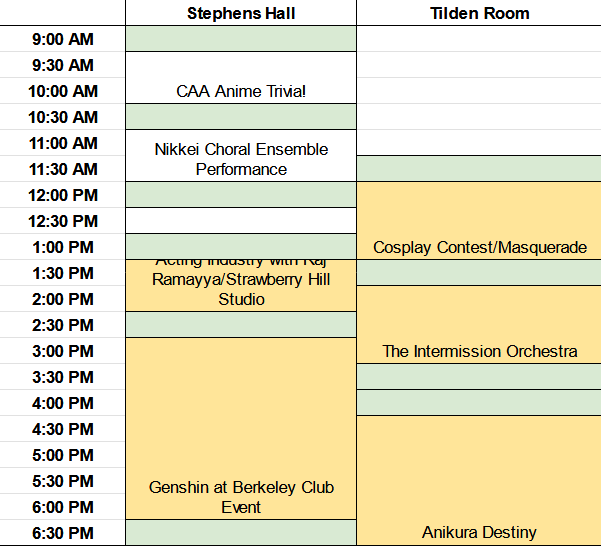 Stephens Hall Tilden Room
9:00 AM
9:30 AM
10:00 AM CAA Anime Trivia!
10:30 AM
11:00 AM Nikkei Choral Ensemble
11:30 AM Performance
12:00 PM
12:30 PM
1:00 PM Cosplay Contest/Masquerade
Acting Industry with Raj
1:30 PM Ramayya/Strawberry Hill
2:00 PM Studio
2:30 PM
3:00 PM The Intermission Orchestra
3:30 PM
4:00 PM
4:30 PM
5:00 PM
5:30 PM Genshin at Berkeley Club
6:00 PM Event
6:30 PM Anikura Destiny